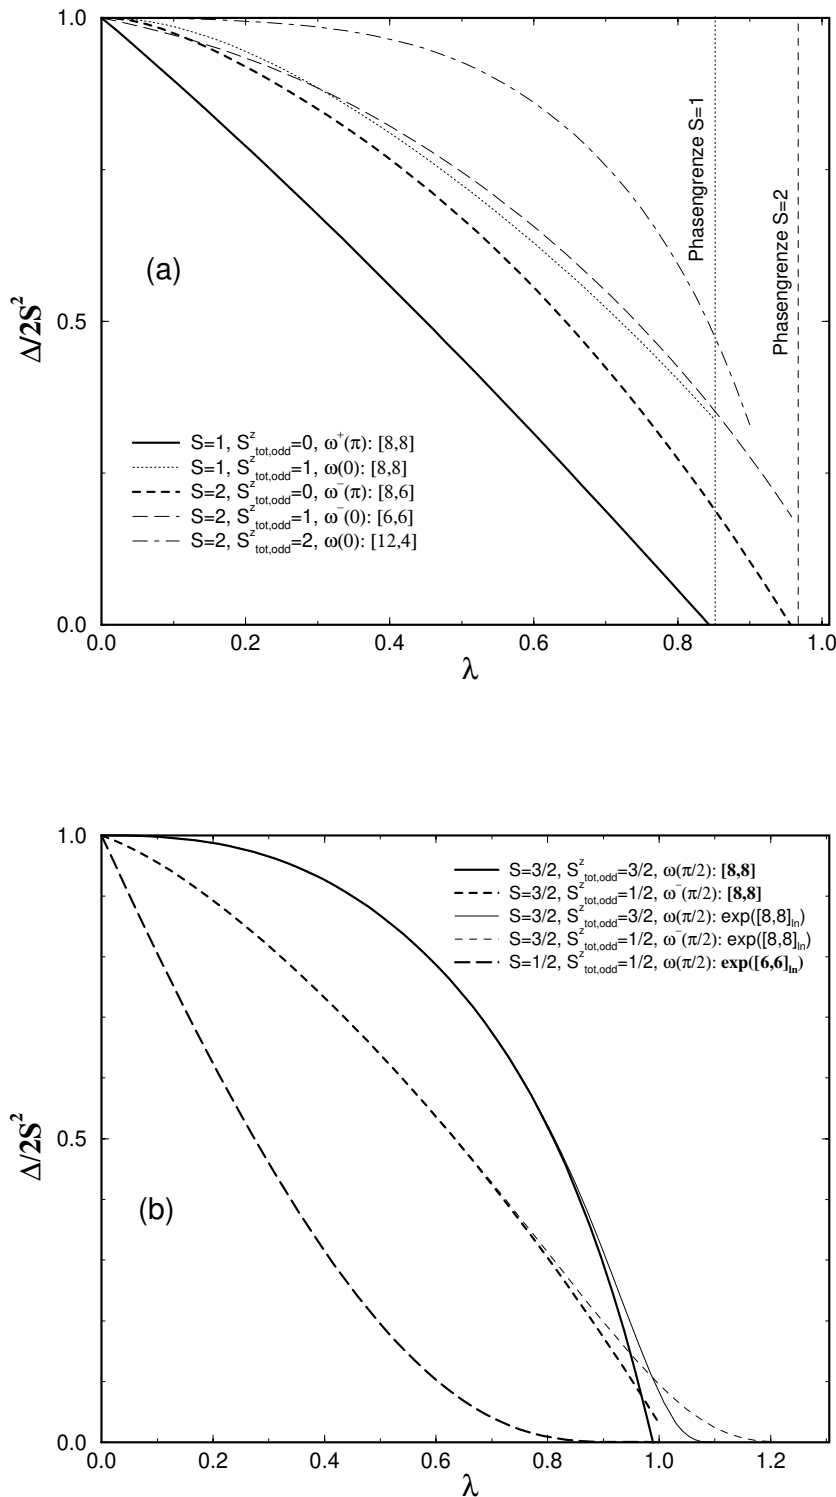 1.0
Δ/2S²
0.5
0.0
(a)
Phasengrenze S=1
Phasengrenze S=2
S=1, S^z_tot,odd=0, ω⁺(π): [8,8]
S=1, S^z_tot,odd=1, ω(0): [8,8]
S=2, S^z_tot,odd=0, ω⁻(π): [8,6]
S=2, S^z_tot,odd=1, ω⁻(0): [6,6]
S=2, S^z_tot,odd=2, ω(0): [12,4]
0.0 0.2 0.4 0.6 0.8 1.0
λ
1.0
Δ/2S²
0.5
0.0
(b)
S=3/2, S^z_tot,odd=3/2, ω(π/2): [8,8]
S=3/2, S^z_tot,odd=1/2, ω⁻(π/2): [8,8]
S=3/2, S^z_tot,odd=3/2, ω(π/2): exp([8,8]_ln)
S=3/2, S^z_tot,odd=1/2, ω⁻(π/2): exp([8,8]_ln)
S=1/2, S^z_tot,odd=1/2, ω(π/2): exp([6,6]_ln)
0.0 0.2 0.4 0.6 0.8 1.0 1.2
λ